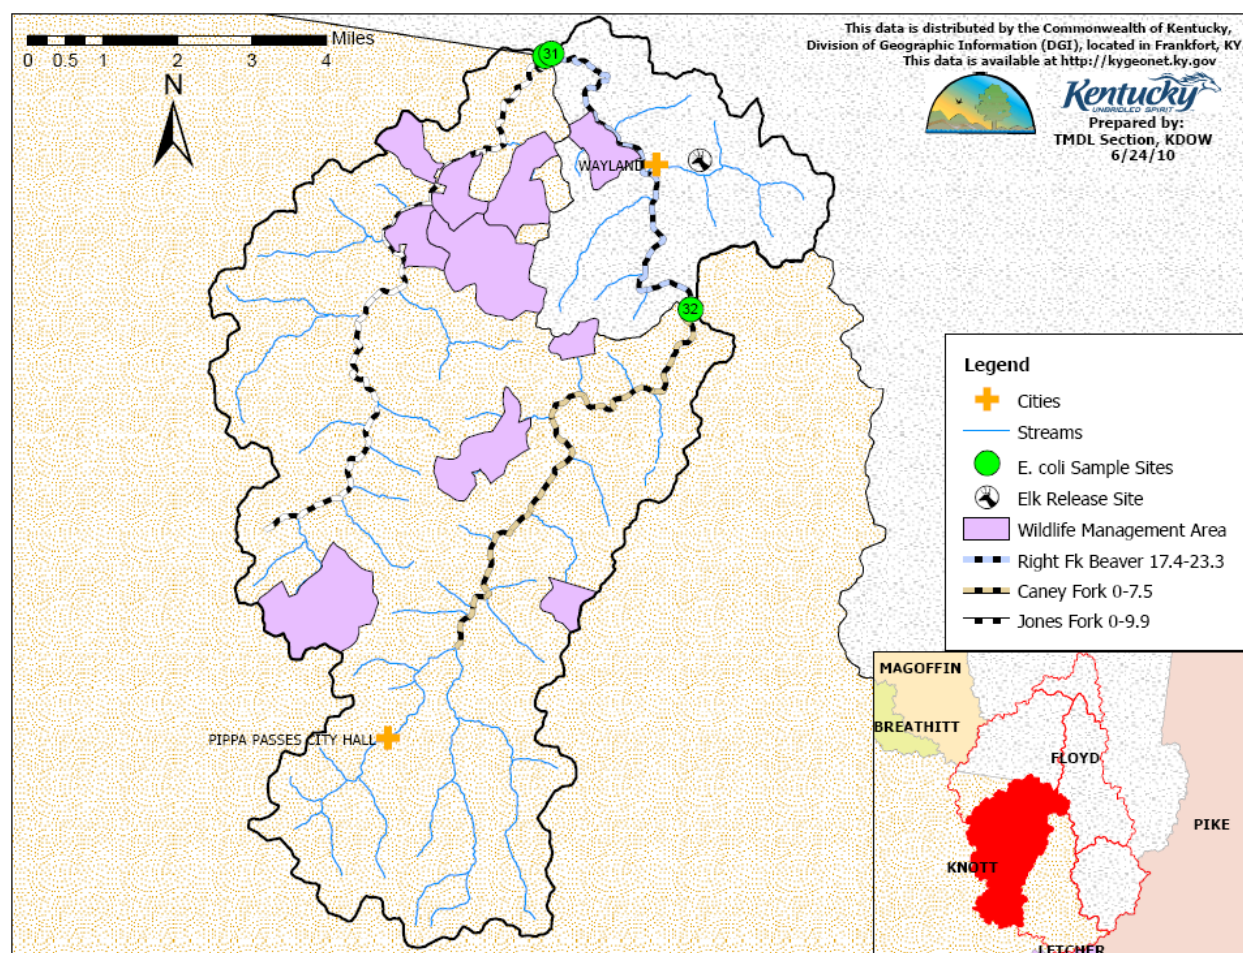 This data is distributed by the Commonwealth of Kentucky,
Division of Geographic Information (DGI), located in Frankfort, KY
This data is available at http://kygeonet.ky.gov
Miles
0 0.5 1 2 3 4
N
Kentucky
UNBRIDLED SPIRIT
Prepared by:
TMDL Section, KDOW
6/24/10
31
WAYLAND
32
PIPPA PASSES CITY HALL
Legend
Cities
Streams
E. coli Sample Sites
Elk Release Site
Wildlife Management Area
Right Fk Beaver 17.4-23.3
Caney Fork 0-7.5
Jones Fork 0-9.9
MAGOFFIN
BREATHITT
FLOYD
PIKE
KNOTT
LETCHER